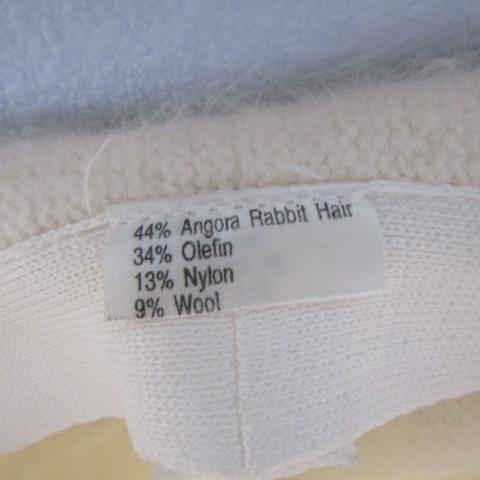 44% Angora Rabbit Hair
34% Olefin
13% Nylon
9% Wool